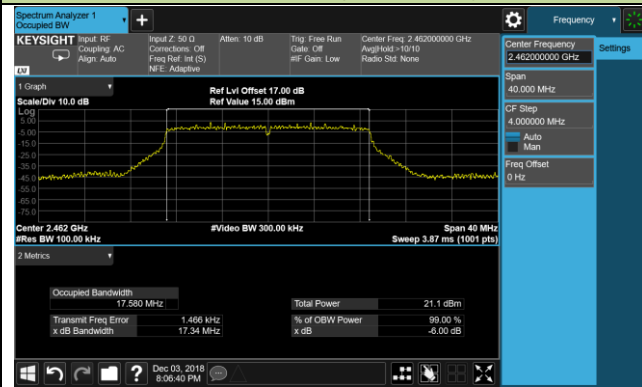 Spectrum Analyzer 1
Occupied BW
+
Frequency
KEYSIGHT
Input: RF
Coupling: AC
Align: Auto
Input Z: 50 Ω
Corrections: Off
Freq Ref: Int (S)
NFE: Adaptive
Atten: 10 dB
Trig: Free Run
Gate: Off
#IF Gain: Low
Center Freq: 2.462000000 GHz
Avg|Hold:>10/10
Radio Std: None
LXI
Center Frequency
2.462000000 GHz
Settings
Span
40.000 MHz
CF Step
4.000000 MHz
Auto
Man
Freq Offset
0 Hz
1 Graph
Scale/Div 10.0 dB
Ref Lvl Offset 17.00 dB
Ref Value 15.00 dBm
Log
5.00
-5.00
-15.0
-25.0
-35.0
-45.0
-55.0
-65.0
-75.0
Center 2.462 GHz
#Res BW 100.00 kHz
#Video BW 300.00 kHz
Span 40 MHz
Sweep 3.87 ms (1001 pts)
2 Metrics
Occupied Bandwidth
17.580 MHz
Total Power 21.1 dBm
Transmit Freq Error 1.466 kHz
% of OBW Power 99.00 %
x dB Bandwidth 17.34 MHz
x dB -6.00 dB
?
Dec 03, 2018
8:06:40 PM